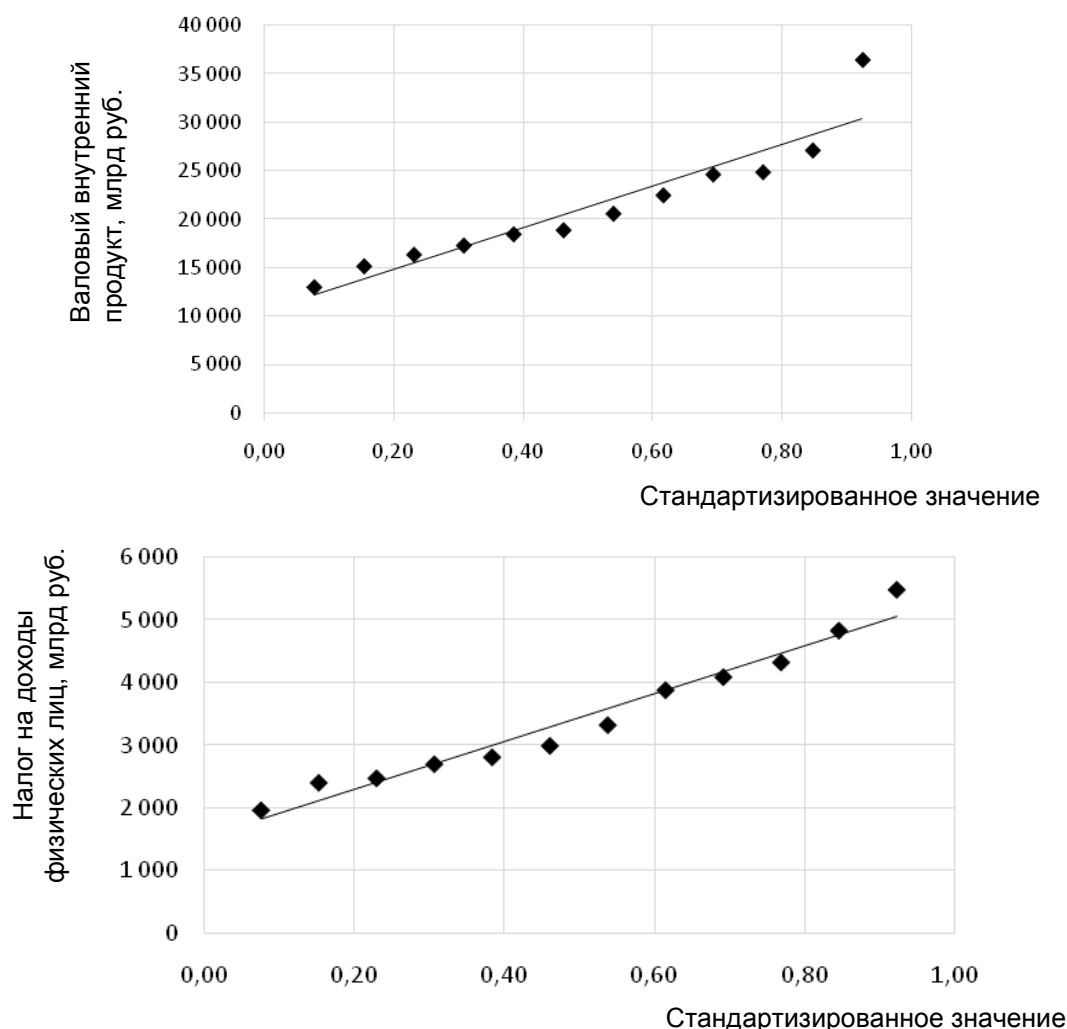 Валовый внутренний
продукт, млрд руб.
40 000
35 000
30 000
25 000
20 000
15 000
10 000
5 000
0
0,00 0,20 0,40 0,60 0,80 1,00
Стандартизированное значение
Налог на доходы
физических лиц, млрд руб.
6 000
5 000
4 000
3 000
2 000
1 000
0
0,00 0,20 0,40 0,60 0,80 1,00
Стандартизированное значение